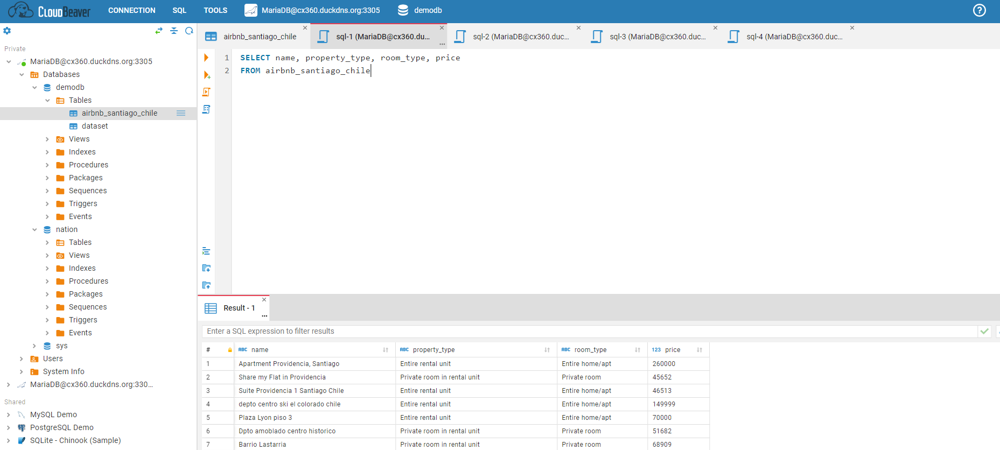 CloudBeaver CONNECTION SQL TOOLS MariaDB@cx360.duckdns.org:3305 demodb ?
airbnb_santiago_chile sql-1 (MariaDB@cx360.du... sql-2 (MariaDB@cx360.duc... sql-3 (MariaDB@cx360.duc... sql-4 (MariaDB@cx360.duc...
Private
MariaDB@cx360.duckdns.org:3305
Databases
demodb
Tables
airbnb_santiago_chile
dataset
Views
Indexes
Procedures
Packages
Sequences
Triggers
Events
nation
Tables
Views
Indexes
Procedures
Packages
Sequences
Triggers
Events
sys
Users
System Info
MariaDB@cx360.duckdns.org:330...
Shared
MySQL Demo
PostgreSQL Demo
SQLite - Chinook (Sample)
1 SELECT name, property_type, room_type, price
2 FROM airbnb_santiago_chile
Result - 1
Enter a SQL expression to filter results
# ABC name ABC property_type ABC room_type 123 price
1 Apartment Providencia, Santiago Entire rental unit Entire home/apt 260000
2 Share my Flat in Providencia Private room in rental unit Private room 45652
3 Suite Providencia 1 Santiago Chile Entire rental unit Entire home/apt 46513
4 depto centro ski el colorado chile Entire rental unit Entire home/apt 149999
5 Plaza Lyon piso 3 Entire rental unit Entire home/apt 70000
6 Dpto amoblado centro historico Private room in rental unit Private room 51682
7 Barrio Lastarria Private room in rental unit Private room 68909